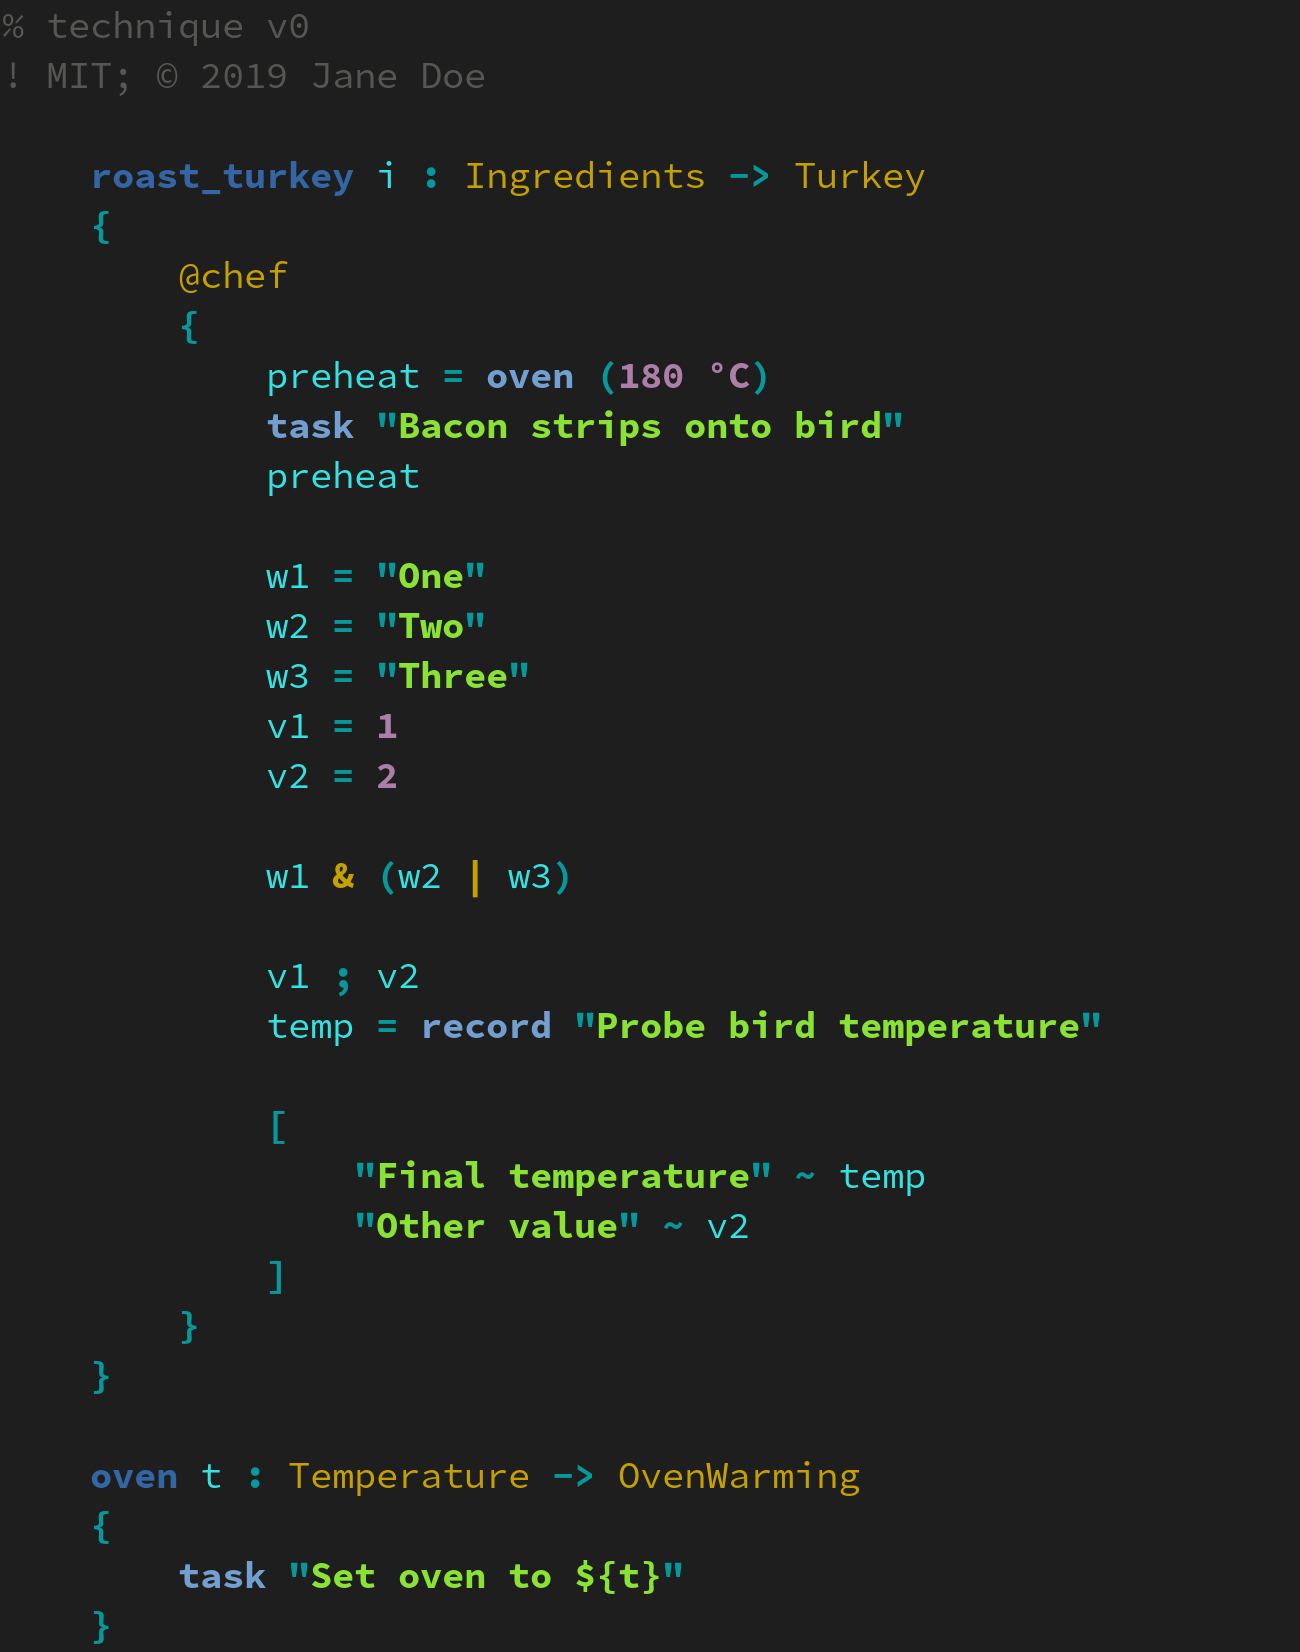 % technique v0
! MIT; © 2019 Jane Doe

    roast_turkey i : Ingredients -> Turkey
    {
        @chef
        {
            preheat = oven (180 °C)
            task "Bacon strips onto bird"
            preheat

            w1 = "One"
            w2 = "Two"
            w3 = "Three"
            v1 = 1
            v2 = 2

            w1 & (w2 | w3)

            v1 ; v2
            temp = record "Probe bird temperature"

            [
                "Final temperature" ~ temp
                "Other value" ~ v2
            ]
        }
    }

    oven t : Temperature -> OvenWarming
    {
        task "Set oven to ${t}"
    }